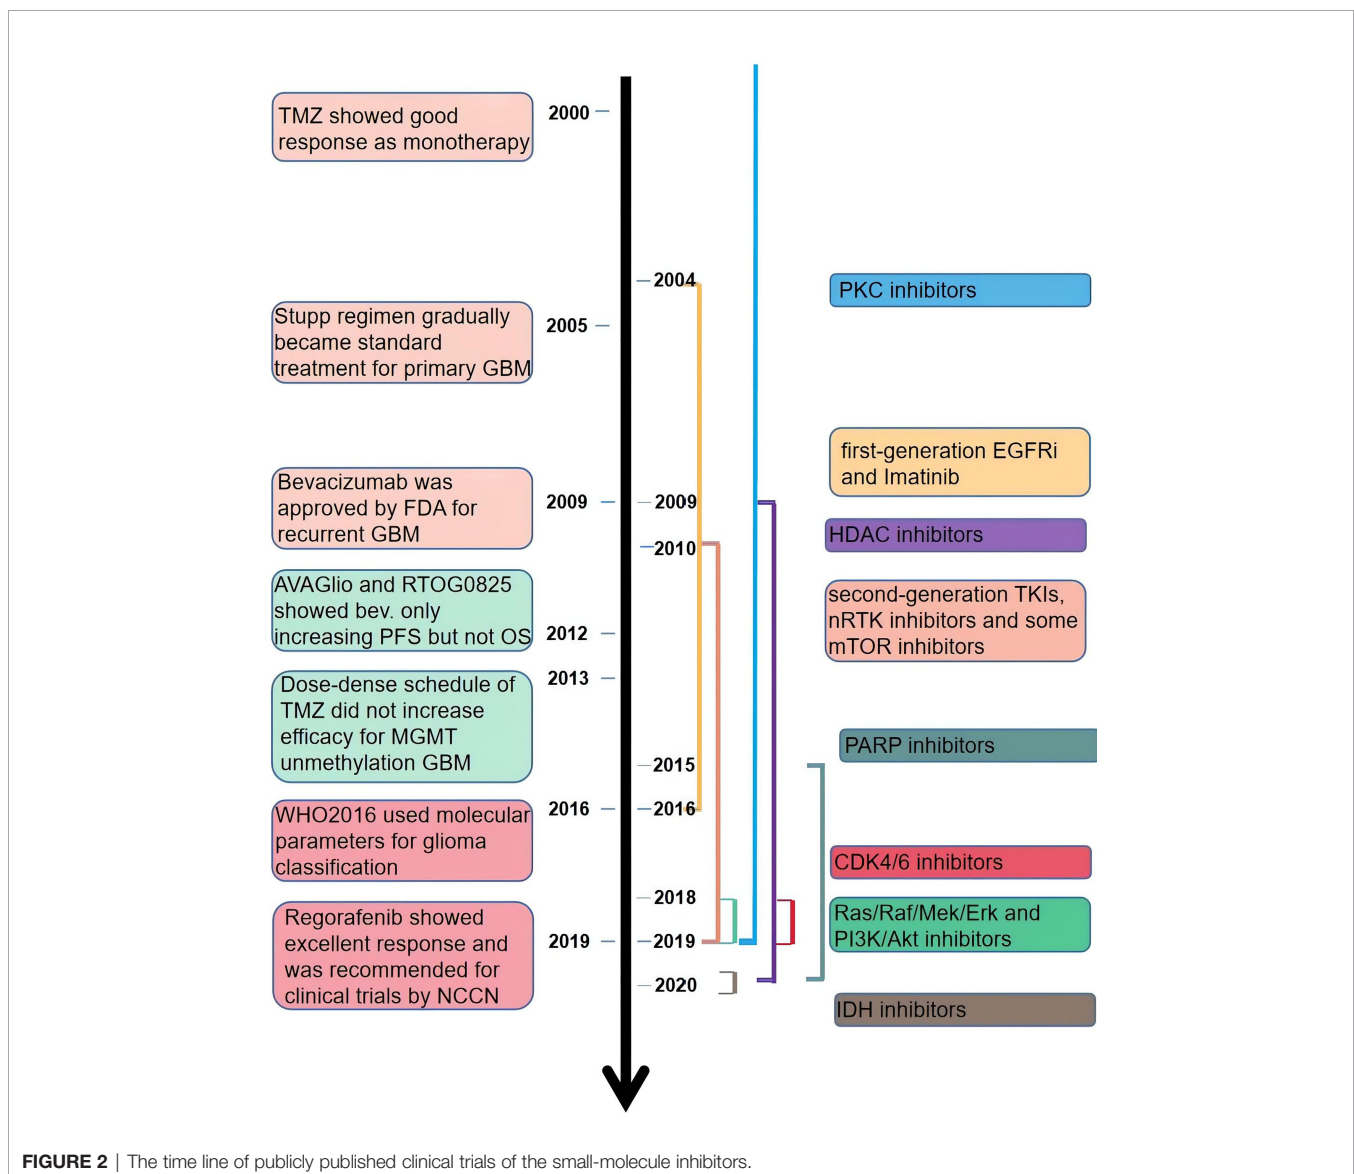 TMZ showed good
response as monotherapy
2000
2004
PKC inhibitors
Stupp regimen gradually
became standard
treatment for primary GBM
2005
first-generation EGFRi
and Imatinib
Bevacizumab was
approved by FDA for
recurrent GBM
2009
2009
HDAC inhibitors
2010
AVAGlio and RTOG0825
showed bev. only
increasing PFS but not OS
2012
second-generation TKIs,
nRTK inhibitors and some
mTOR inhibitors
Dose-dense schedule of
TMZ did not increase
efficacy for MGMT
unmethylation GBM
2013
PARP inhibitors
2015
WHO2016 used molecular
parameters for glioma
classification
2016
2016
CDK4/6 inhibitors
2018
Regorafenib showed
excellent response and
was recommended for
clinical trials by NCCN
2019
2019
Ras/Raf/Mek/Erk and
PI3K/Akt inhibitors
2020
IDH inhibitors
FIGURE 2 | The time line of publicly published clinical trials of the small-molecule inhibitors.